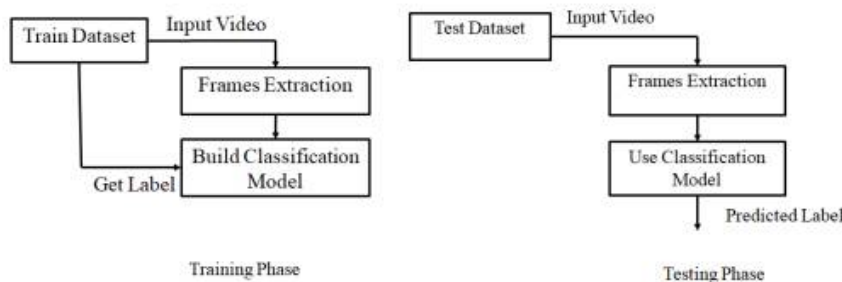 Input Video
Train Dataset
Frames Extraction
Build Classification
Model
Get Label
Training Phase
Input Video
Test Dataset
Frames Extraction
Use Classification
Model
Predicted Label
Testing Phase